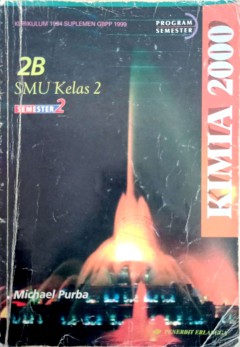 KURIKULUM 1994 SUPLEMEN (GBPP 1999)
PROGRAM
SEMESTER
2B
SMU Kelas 2
SEMESTER 2
KIMIA 2000
Michael Purba
PENERBIT ERLANGGA